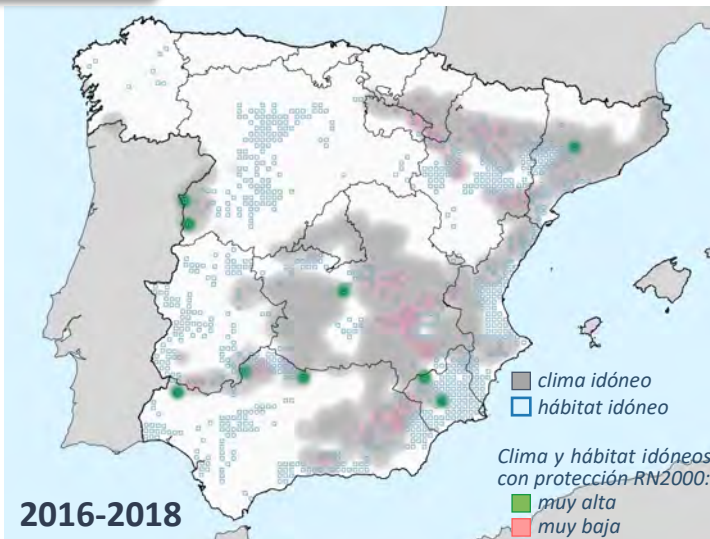 clima idóneo
hábitat idóneo
Clima y hábitat idóneos
con protección RN2000:
muy alta
muy baja
2016-2018